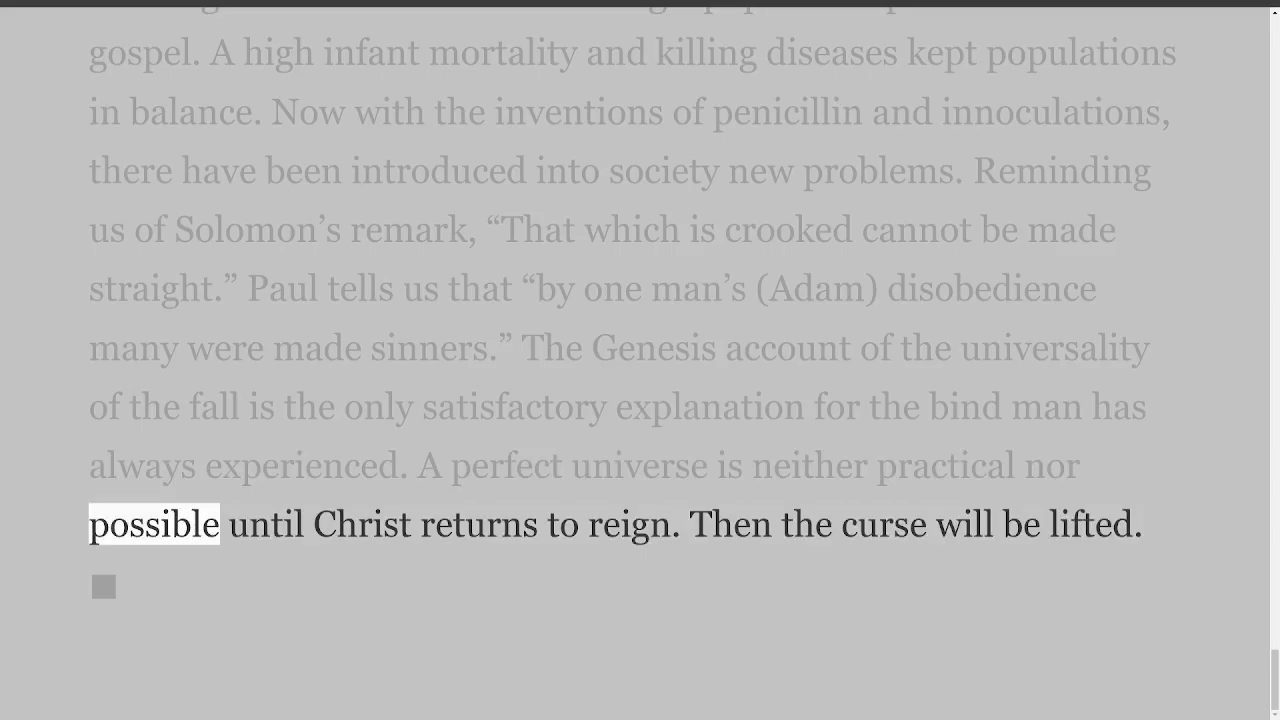 gospel. A high infant mortality and killing diseases kept populations
in balance. Now with the inventions of penicillin and innoculations,
there have been introduced into society new problems. Reminding
us of Solomon’s remark, “That which is crooked cannot be made
straight.” Paul tells us that “by one man’s (Adam) disobedience
many were made sinners.” The Genesis account of the universality
of the fall is the only satisfactory explanation for the bind man has
always experienced. A perfect universe is neither practical nor
possible until Christ returns to reign. Then the curse will be lifted.